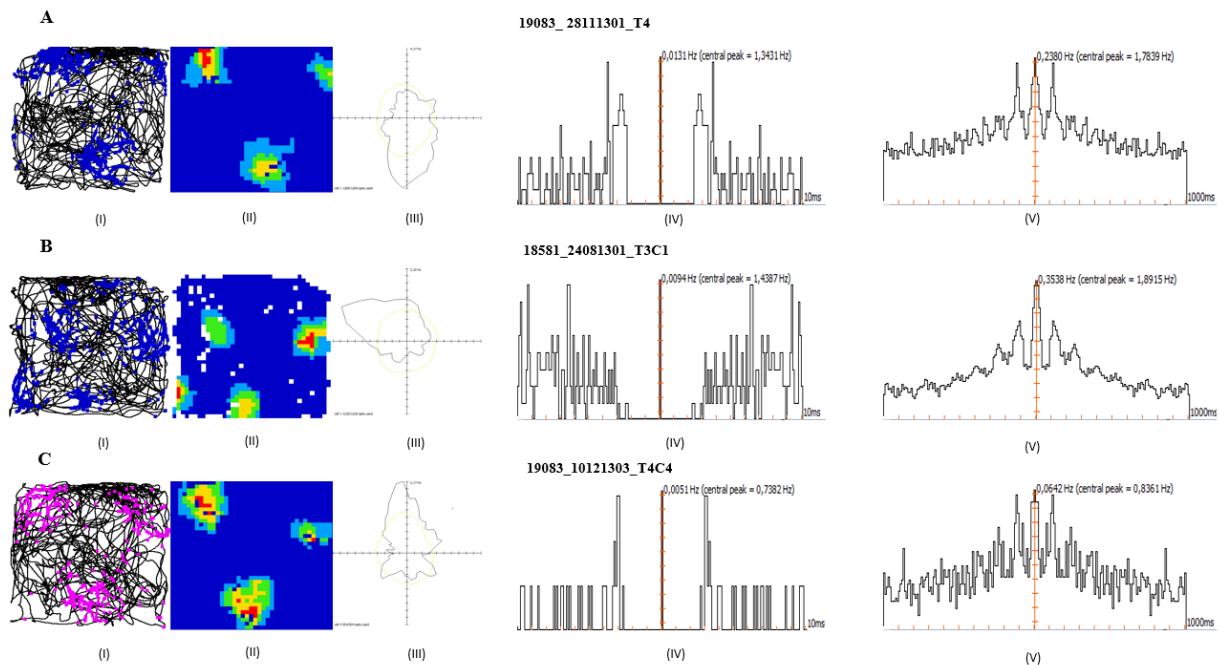 A
19083_ 28111301_T4
0,0131 Hz (central peak = 1,3431 Hz)
0,2380 Hz (central peak = 1,7839 Hz)
10ms
1000ms
(I)
(II)
(III)
(IV)
(V)
B
18581_24081301_T3C1
0,0094 Hz (central peak = 1,4387 Hz)
0,3538 Hz (central peak = 1,8915 Hz)
10ms
1000ms
(I)
(II)
(III)
(IV)
(V)
C
19083_10121303_T4C4
0,0051 Hz (central peak = 0,7382 Hz)
0,0642 Hz (central peak = 0,8361 Hz)
10ms
1000ms
(I)
(II)
(III)
(IV)
(V)